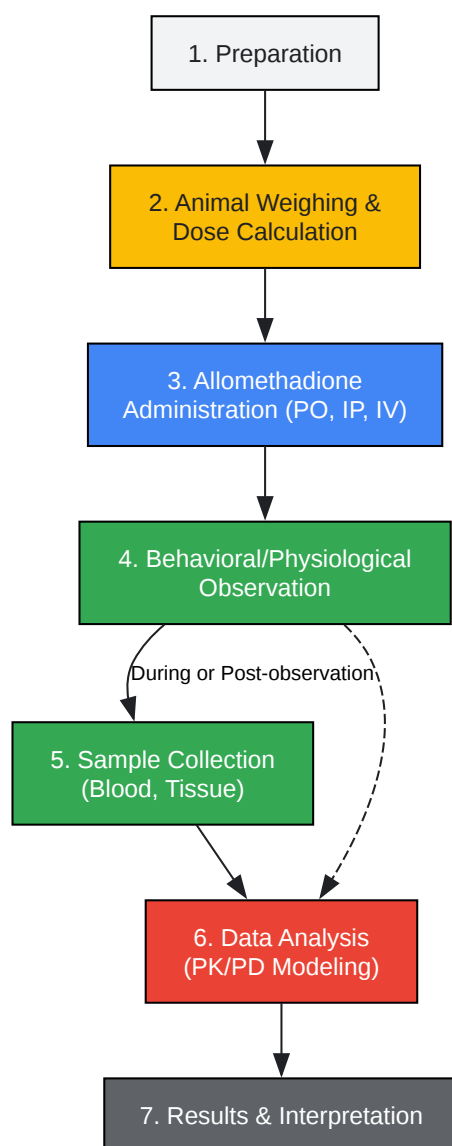 1. Preparation
2. Animal Weighing &
Dose Calculation
3. Allomethadione
Administration (PO, IP, IV)
4. Behavioral/Physiological
Observation
During or Post-observation
5. Sample Collection
(Blood, Tissue)
6. Data Analysis
(PK/PD Modeling)
7. Results & Interpretation